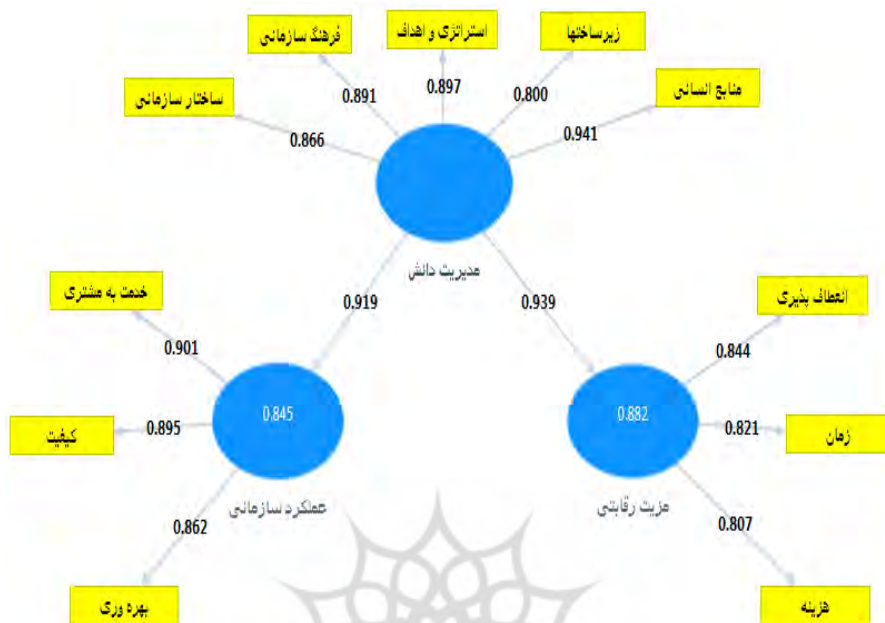 استراتژی و اهداف
زیرساختها
فرهنگ سازمانی
منابع انسانی
ساختار سازمانی
0.897
0.800
0.891
0.941
0.866
مدیریت دانش
0.919
0.939
خدمت به مشتری
انعطاف پذیری
0.901
0.844
0.845
0.882
کیفیت
0.895
0.821
زمان
عملکرد سازمانی
مزیت رقابتی
0.862
0.807
بهره وری
هزینه